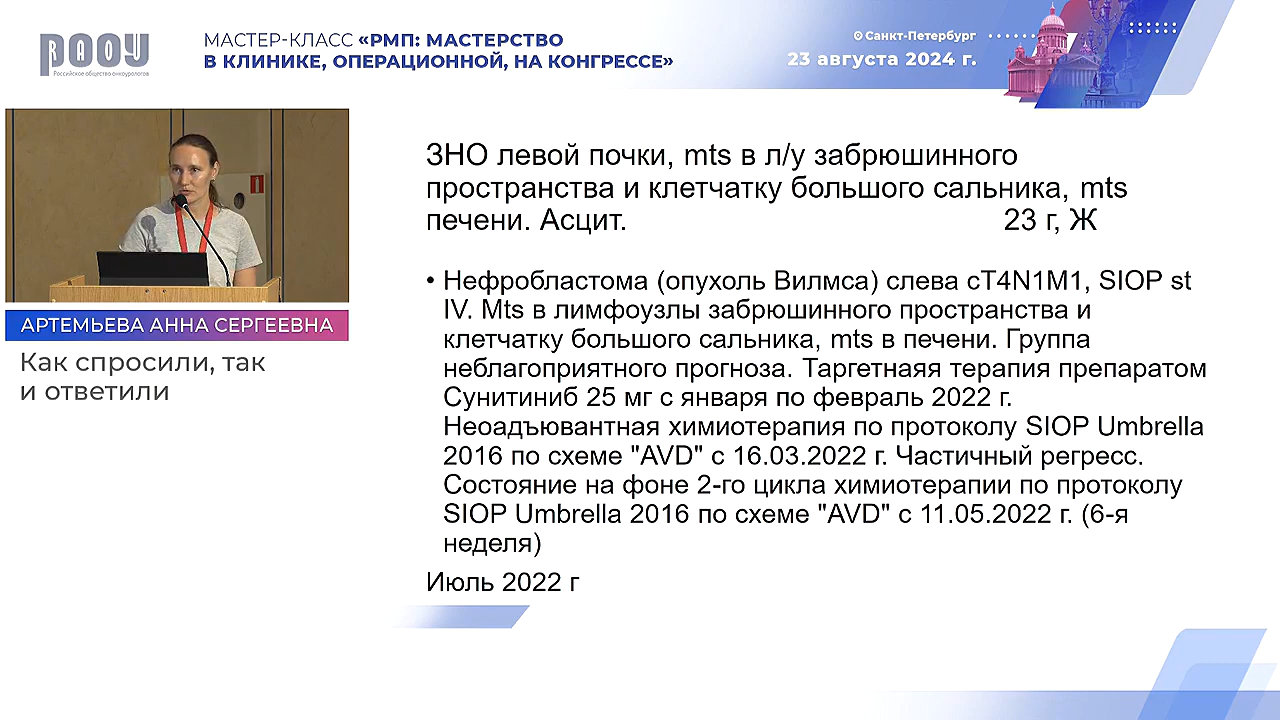 RAOU
Российское общество онкоурологов
МАСТЕР-КЛАСС «РМП: МАСТЕРСТВО
В КЛИНИКЕ, ОПЕРАЦИОННОЙ, НА КОНГРЕССЕ»
Санкт-Петербург
23 августа 2024 г.
АРТЕМЬЕВА АННА СЕРГЕЕВНА
Как спросили, так
и ответили
ЗНО левой почки, mts в л/у забрюшинного
пространства и клетчатку большого сальника, mts
печени. Асцит. 23 г, Ж
• Нефробластома (опухоль Вилмса) слева cT4N1M1, SIOP st
IV. Mts в лимфоузлы забрюшинного пространства и
клетчатку большого сальника, mts в печени. Группа
неблагоприятного прогноза. Таргетнаяя терапия препаратом
Сунитиниб 25 мг с января по февраль 2022 г.
Неоадъювантная химиотерапия по протоколу SIOP Umbrella
2016 по схеме "AVD" с 16.03.2022 г. Частичный регресс.
Состояние на фоне 2-го цикла химиотерапии по протоколу
SIOP Umbrella 2016 по схеме "AVD" с 11.05.2022 г. (6-я
неделя)
Июль 2022 г